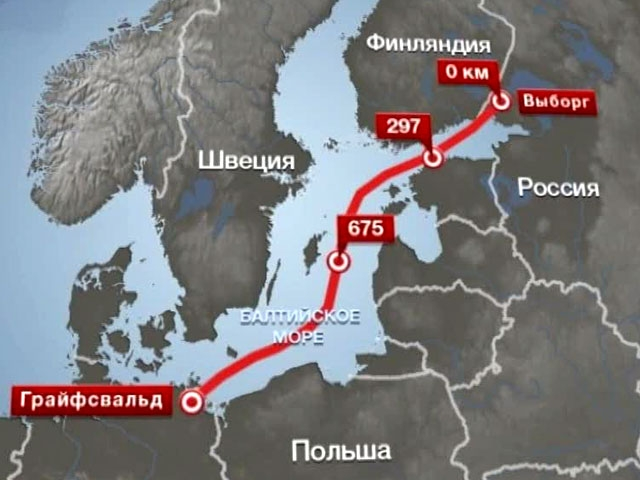 Финляндия
0 км
Выборг
297
Швеция
Россия
675
БАЛТИЙСКОЕ
МОРЕ
Грайфсвальд
Польша